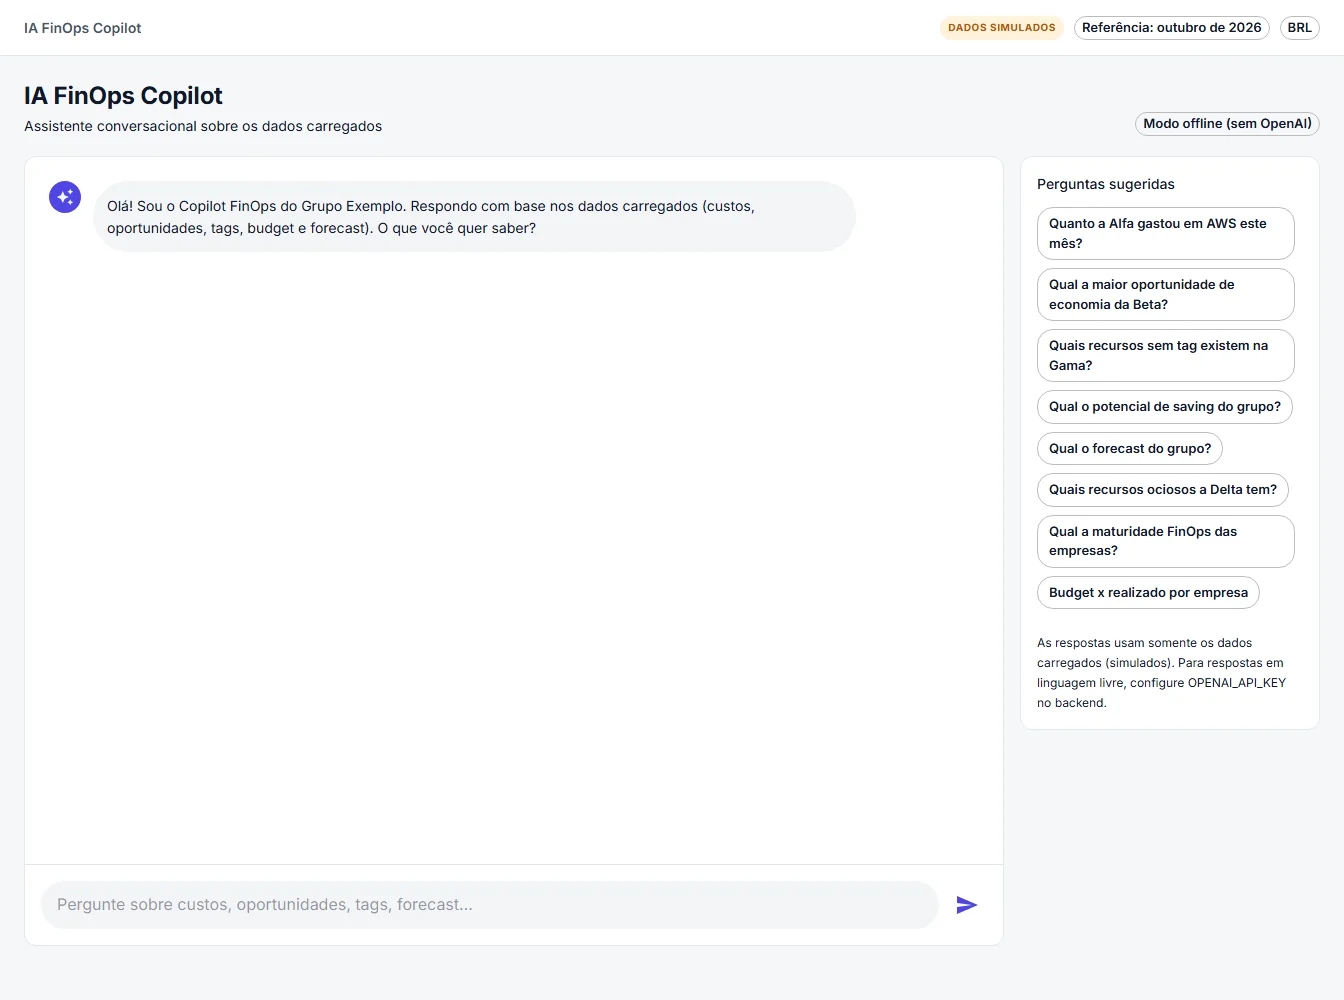 IA FinOps Copilot
DADOS SIMULADOS
Referência: outubro de 2026
BRL
IA FinOps Copilot
Assistente conversacional sobre os dados carregados
Modo offline (sem OpenAI)
Olá! Sou o Copilot FinOps do Grupo Exemplo. Respondo com base nos dados carregados (custos,
oportunidades, tags, budget e forecast). O que você quer saber?
Pergunte sobre custos, oportunidades, tags, forecast...
Perguntas sugeridas
Quanto a Alfa gastou em AWS este
mês?
Qual a maior oportunidade de
economia da Beta?
Quais recursos sem tag existem na
Gama?
Qual o potencial de saving do grupo?
Qual o forecast do grupo?
Quais recursos ociosos a Delta tem?
Qual a maturidade FinOps das
empresas?
Budget x realizado por empresa
As respostas usam somente os dados
carregados (simulados). Para respostas em
linguagem livre, configure OPENAI_API_KEY
no backend.